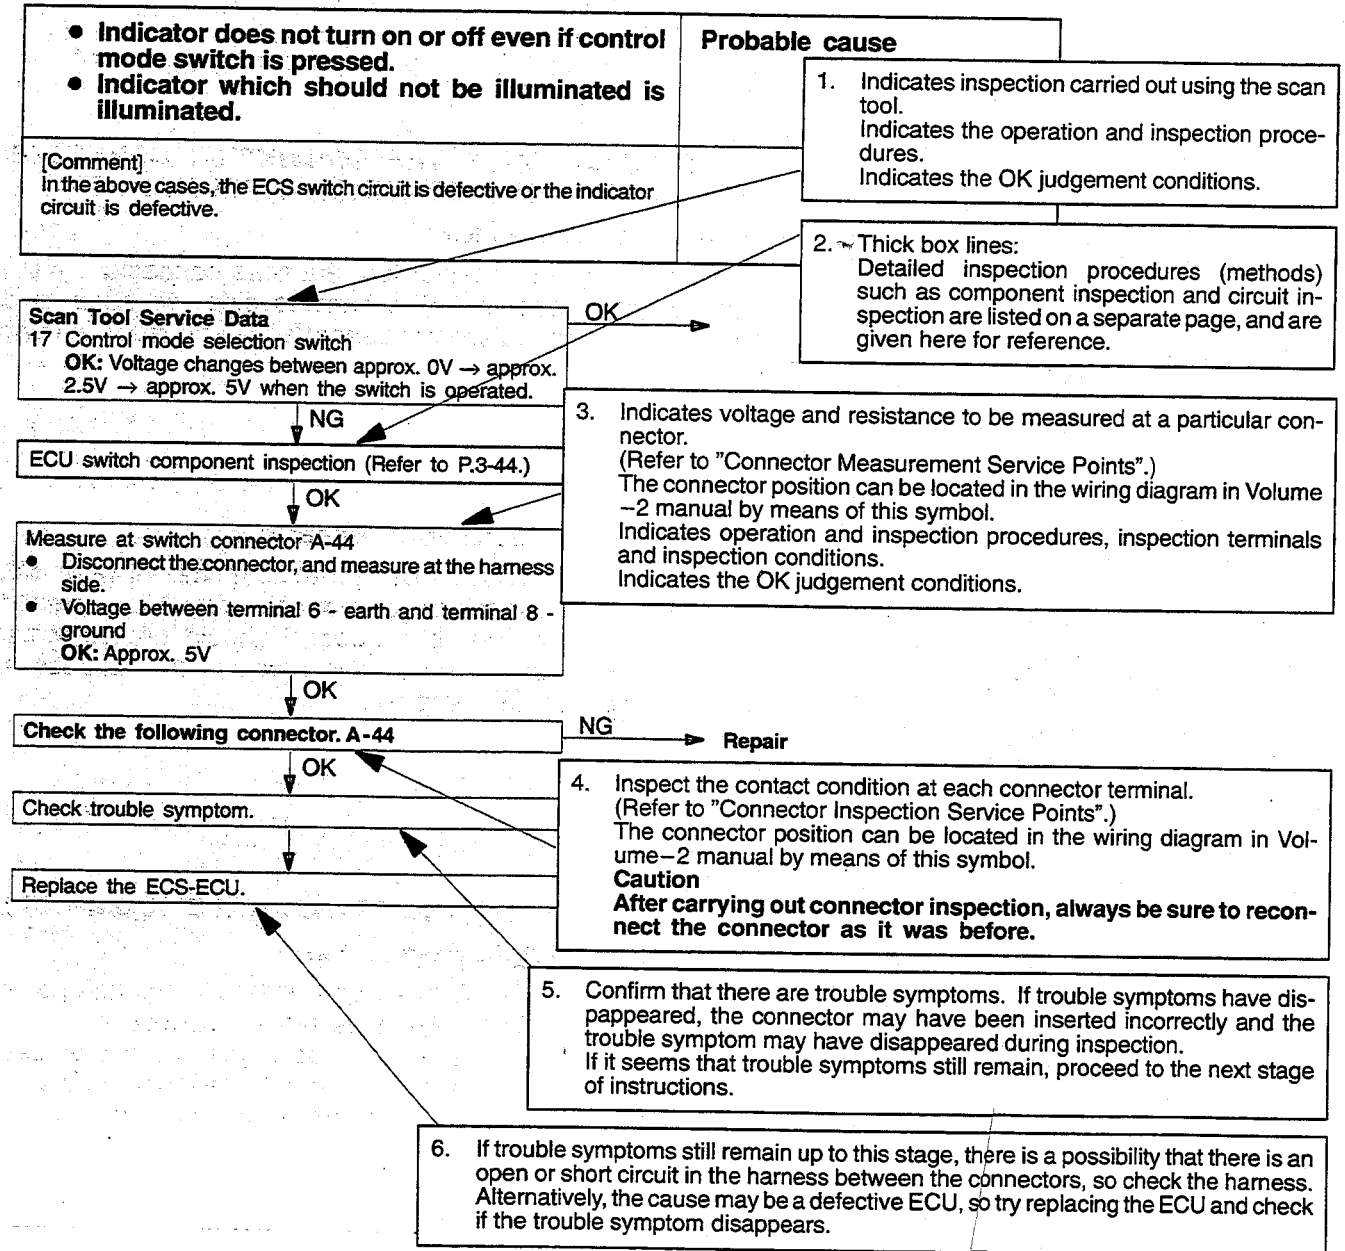 ● Indicator does not turn on or off even if control
mode switch is pressed.
● Indicator which should not be illuminated is
illuminated.
Probable cause
[Comment]
In the above cases, the ECS switch circuit is defective or the indicator
circuit is defective.
1. Indicates inspection carried out using the scan
tool.
Indicates the operation and inspection proce-
dures.
Indicates the OK judgement conditions.
2. Thick box lines:
Detailed inspection procedures (methods)
such as component inspection and circuit in-
spection are listed on a separate page, and are
given here for reference.
Scan Tool Service Data
17 Control mode selection switch
OK: Voltage changes between approx. 0V → approx.
2.5V → approx. 5V when the switch is operated.
OK
NG
ECU switch component inspection (Refer to P.3-44.)
OK
3. Indicates voltage and resistance to be measured at a particular con-
nector.
(Refer to "Connector Measurement Service Points".)
The connector position can be located in the wiring diagram in Volume
−2 manual by means of this symbol.
Indicates operation and inspection procedures, inspection terminals
and inspection conditions.
Indicates the OK judgement conditions.
Measure at switch connector A-44
● Disconnect the connector, and measure at the harness
side.
● Voltage between terminal 6 - earth and terminal 8 -
ground
OK: Approx. 5V
OK
Check the following connector. A-44
NG
Repair
OK
Check trouble symptom.
Replace the ECS-ECU.
4. Inspect the contact condition at each connector terminal.
(Refer to "Connector Inspection Service Points".)
The connector position can be located in the wiring diagram in Vol-
ume−2 manual by means of this symbol.
Caution
After carrying out connector inspection, always be sure to recon-
nect the connector as it was before.
5. Confirm that there are trouble symptoms. If trouble symptoms have dis-
pappeared, the connector may have been inserted incorrectly and the
trouble symptom may have disappeared during inspection.
If it seems that trouble symptoms still remain, proceed to the next stage
of instructions.
6. If trouble symptoms still remain up to this stage, there is a possibility that there is an
open or short circuit in the harness between the connectors, so check the harness.
Alternatively, the cause may be a defective ECU, so try replacing the ECU and check
if the trouble symptom disappears.